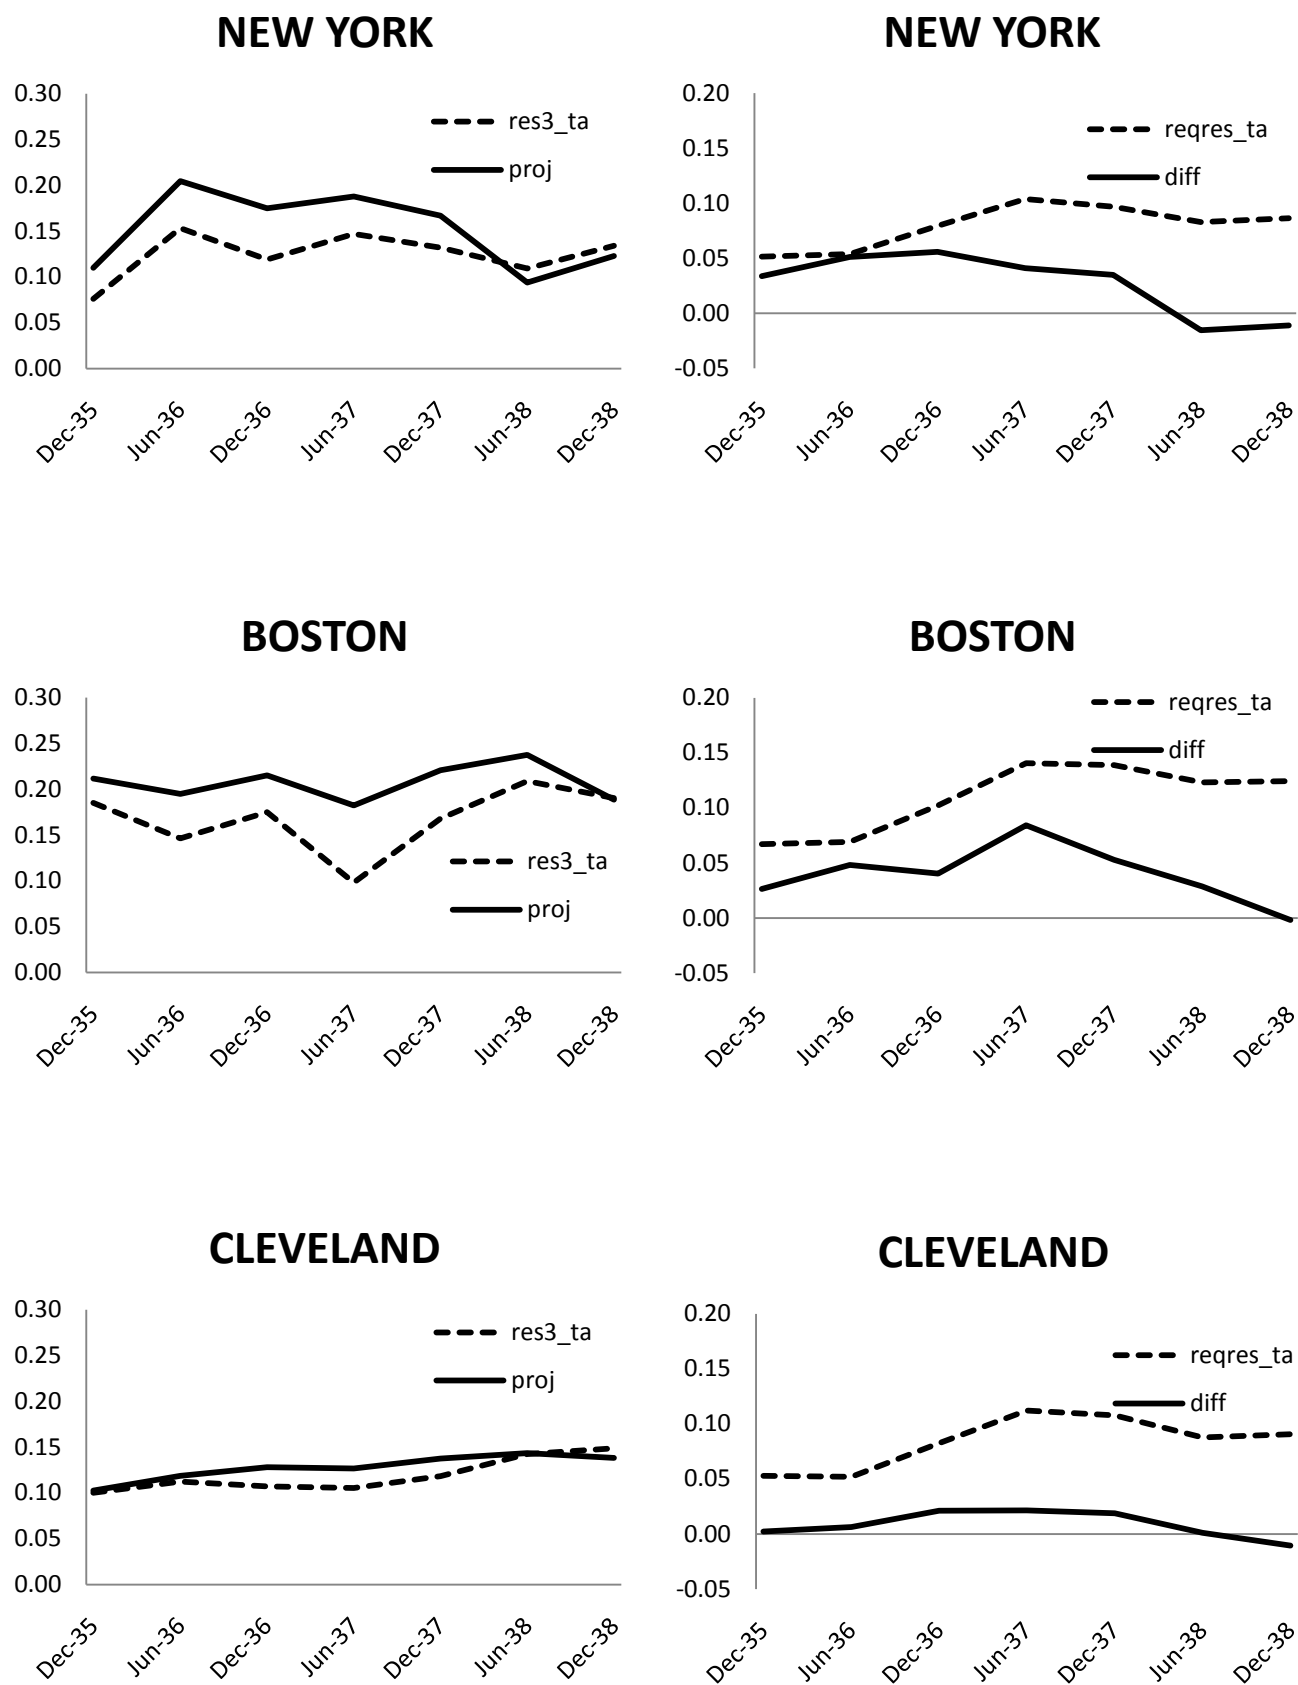 NEW YORK
0.30
0.25
0.20
0.15
0.10
0.05
0.00
res3_ta
proj
Dec-35
Jun-36
Dec-36
Jun-37
Dec-37
Jun-38
Dec-38
NEW YORK
0.20
0.15
0.10
0.05
0.00
-0.05
reqres_ta
diff
Dec-35
Jun-36
Dec-36
Jun-37
Dec-37
Jun-38
Dec-38
BOSTON
0.30
0.25
0.20
0.15
0.10
0.05
0.00
res3_ta
proj
Dec-35
Jun-36
Dec-36
Jun-37
Dec-37
Jun-38
Dec-38
BOSTON
0.20
0.15
0.10
0.05
0.00
-0.05
reqres_ta
diff
Dec-35
Jun-36
Dec-36
Jun-37
Dec-37
Jun-38
Dec-38
CLEVELAND
0.30
0.25
0.20
0.15
0.10
0.05
0.00
res3_ta
proj
Dec-35
Jun-36
Dec-36
Jun-37
Dec-37
Jun-38
Dec-38
CLEVELAND
0.20
0.15
0.10
0.05
0.00
-0.05
reqres_ta
diff
Dec-35
Jun-36
Dec-36
Jun-37
Dec-37
Jun-38
Dec-38